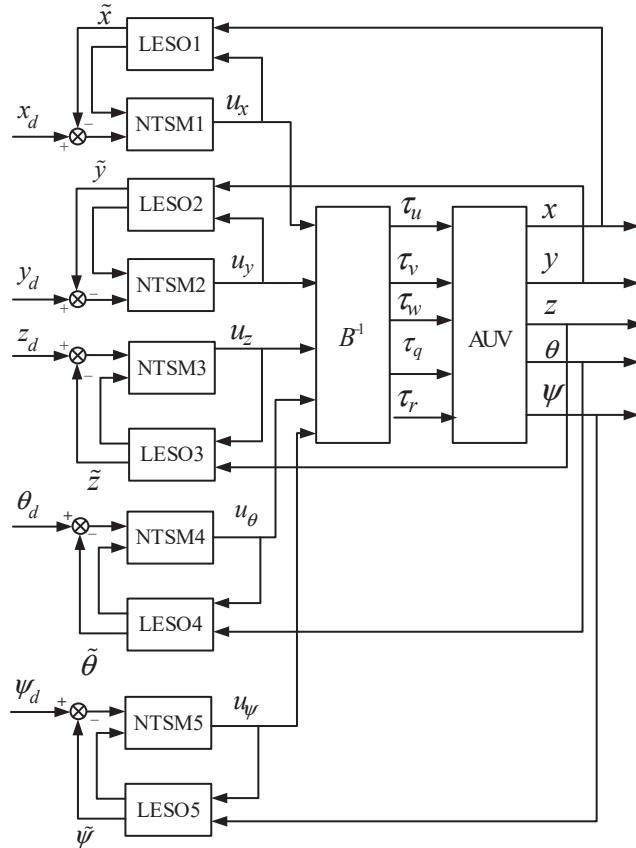 x̃
LESO1
x_d
+
−
NTSM1
u_x
ỹ
LESO2
y_d
+
−
NTSM2
u_y
z_d
+
−
NTSM3
u_z
LESO3
z̃
θ_d
+
−
NTSM4
u_θ
LESO4
θ̃
ψ_d
+
−
NTSM5
u_ψ
LESO5
ψ̃
B⁻¹
τ_u
τ_v
τ_w
τ_q
τ_r
AUV
x
y
z
θ
ψ